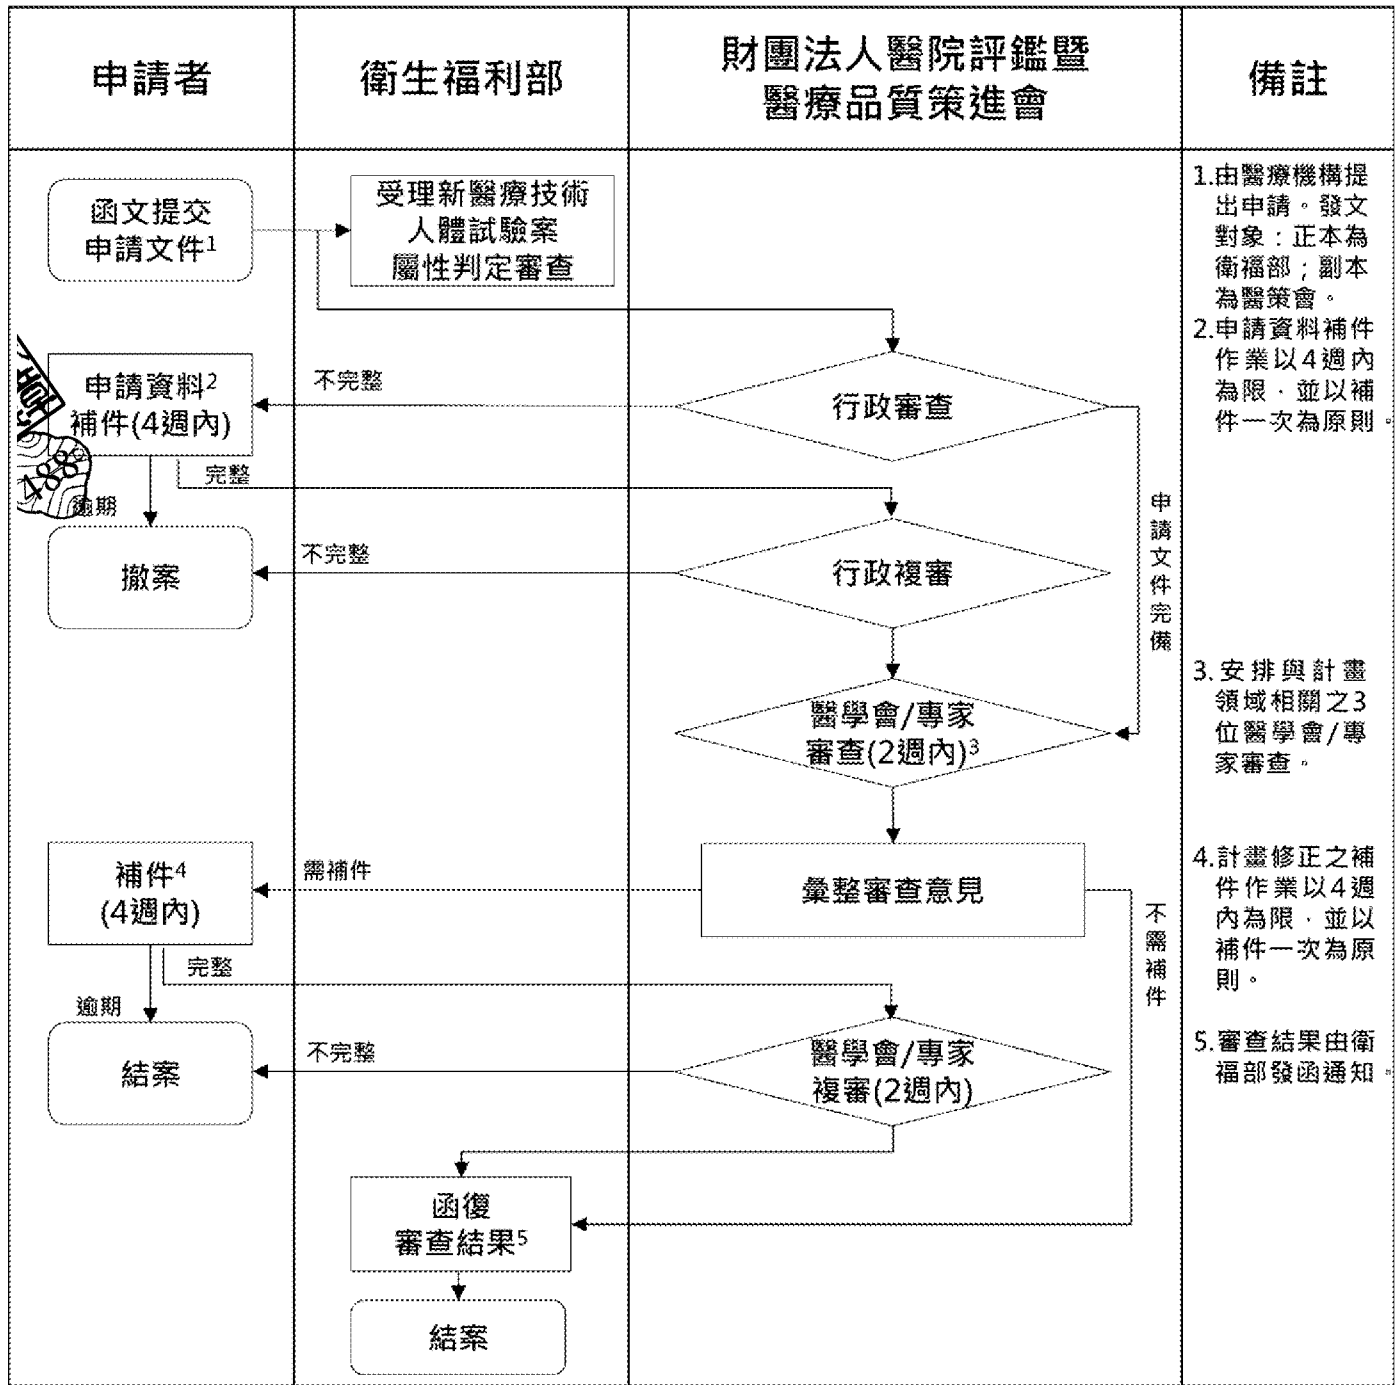 申請者
衛生福利部
財團法人醫院評鑑暨
醫療品質策進會
備註
函文提交
申請文件1
受理新醫療技術
人體試驗案
屬性判定審查
1.由醫療機構提
出申請。發文
對象：正本為
衛福部；副本
為醫策會。
2.申請資料補件
作業以4週內
為限，並以補
件一次為原則。
申請資料2
補件(4週內)
不完整
行政審查
完整
逾期
488
申請文件完備
撤案
不完整
行政複審
醫學會/專家
審查(2週內)3
3.安排與計畫
領域相關之3
位醫學會/專
家審查。
補件4
(4週內)
需補件
彙整審查意見
不需補件
4.計畫修正之補
件作業以4週
內為限，並以
補件一次為原
則。
完整
逾期
結案
不完整
醫學會/專家
複審(2週內)
5.審查結果由衛
福部發函通知。
函復
審查結果5
結案